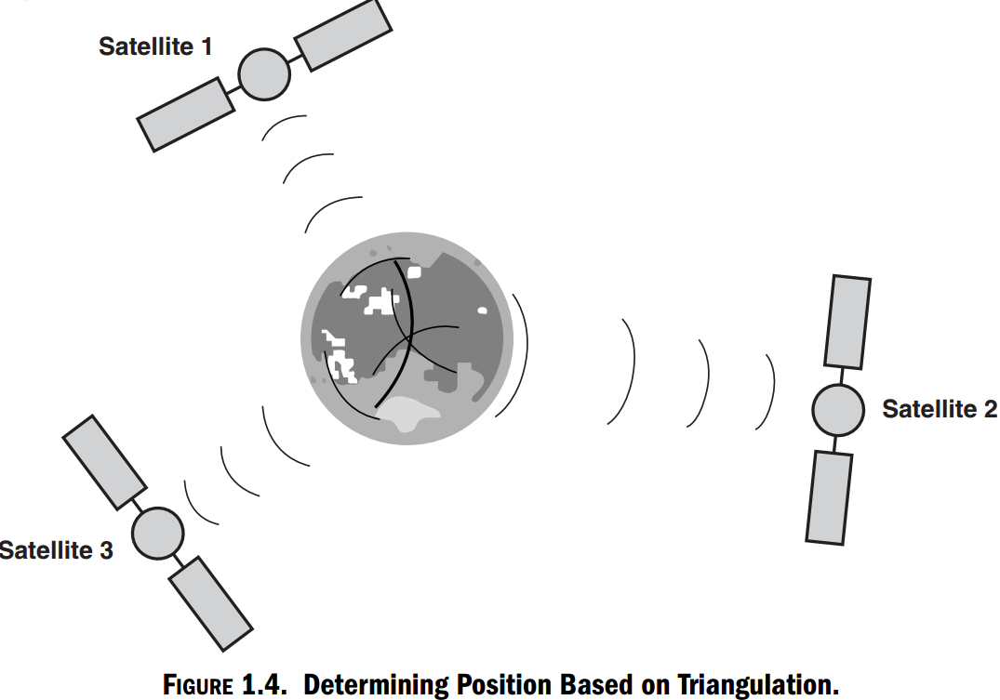 Satellite 1
Satellite 2
Satellite 3
FIGURE 1.4. Determining Position Based on Triangulation.